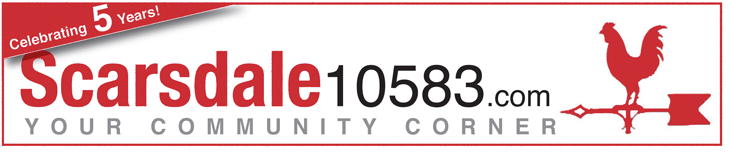 Celebrating 5 Years!
Scarsdale10583.com
YOUR COMMUNITY CORNER